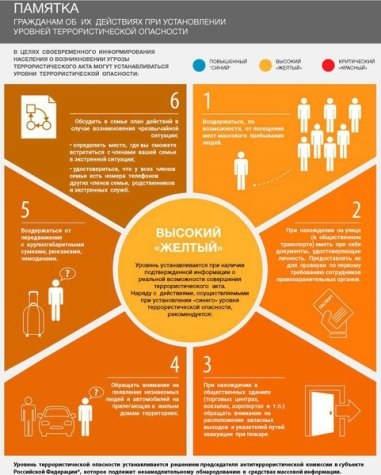 ПАМЯТКА
ГРАЖДАНАМ ОБ ИХ ДЕЙСТВИЯХ ПРИ УСТАНОВЛЕНИИ
УРОВНЕЙ ТЕРРОРИСТИЧЕСКОЙ ОПАСНОСТИ
В ЦЕЛЯХ СВОЕВРЕМЕННОГО ИНФОРМИРОВАНИЯ
НАСЕЛЕНИЯ О ВОЗНИКНОВЕНИИ УГРОЗЫ
ТЕРРОРИСТИЧЕСКОГО АКТА МОГУТ УСТАНАВЛИВАТЬСЯ
УРОВНИ ТЕРРОРИСТИЧЕСКОЙ ОПАСНОСТИ:
ПОВЫШЕННЫЙ
"СИНИЙ"
ВЫСОКИЙ
«ЖЕЛТЫЙ»
КРИТИЧЕСКИЙ
«КРАСНЫЙ»
1
Воздержаться, по
возможности, от посещения
мест массового пребывания
людей.
2
При нахождении на улице
(в общественном
транспорте) иметь при себе
документы, удостоверяющие
личность. Предоставлять их
для проверки по первому
требованию сотрудников
правоохранительных органов.
ПАСПОРТ
3
При нахождении в
общественных зданиях
(торговых центрах,
вокзалах, аэропортах и т.п.)
обращать внимание на
расположение запасных
выходов и указателей путей
эвакуации при пожаре.
4
Обращать внимание на
появление незнакомых
людей и автомобилей на
прилегающих к жилым
домам территориях.
5
Воздержаться от
передвижения
с крупногабаритными
сумками, рюкзаками,
чемоданами.
6
Обсудить в семье план действий в
случае возникновения чрезвычайной
ситуации:
• определить место, где вы сможете
встретиться с членами вашей семьи
в экстренной ситуации;
• удостовериться, что у всех членов
семьи есть номера телефонов
других членов семьи, родственников
и экстренных служб.
ВЫСОКИЙ
«ЖЕЛТЫЙ»
Уровень устанавливается при наличии
подтвержденной информации о
реальной возможности совершения
террористического акта.
Наряду с действиями, осуществляемыми
при установлении «синего» уровня
террористической опасности,
рекомендуется:
Уровень террористической опасности устанавливается решением председателя антитеррористической комиссии в субъекте
Российской Федерации*, которое подлежит незамедлительному обнародованию в средствах массовой информации.